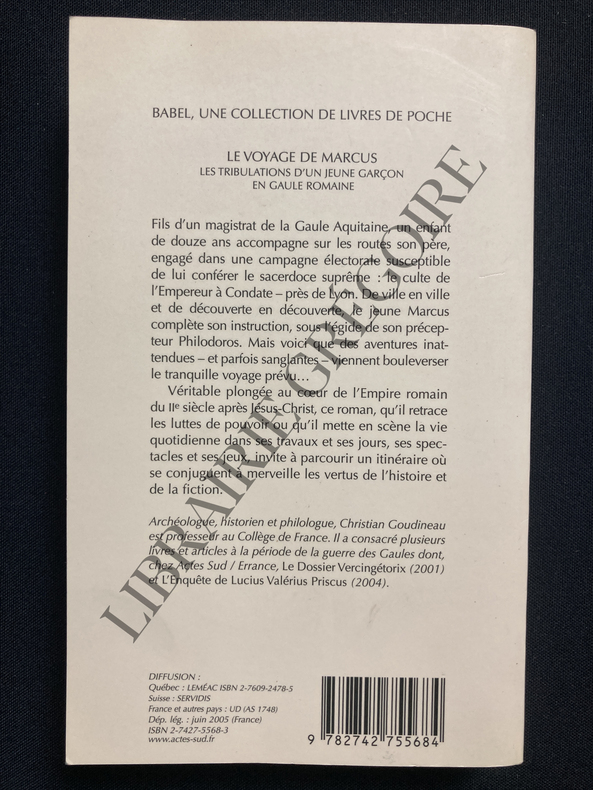 BABEL, UNE COLLECTION DE LIVRES DE POCHE
LE VOYAGE DE MARCUS
LES TRIBULATIONS D'UN JEUNE GARÇON
EN GAULE ROMAINE
Fils d'un magistrat de la Gaule Aquitaine, un enfant
de douze ans accompagne sur les routes son père,
engagé dans une campagne électorale susceptible
de lui conférer le sacerdoce suprême : le culte de
l'Empereur à Condate – près de Lyon. De ville en ville
et de découverte en découverte, le jeune Marcus
complète son instruction, sous l'égide de son précep-
teur Philodoros. Mais voici que des aventures inat-
tendues – et parfois sanglantes – viennent bouleverser
le tranquille voyage prévu…
Véritable plongée au cœur de l'Empire romain
du IIe siècle après Jésus-Christ, ce roman, qu'il retrace
les luttes de pouvoir ou qu'il mette en scène la vie
quotidienne dans ses travaux et ses jours, ses spec-
tacles et ses jeux, invite à parcourir un itinéraire où
se conjuguent à merveille les vertus de l'histoire et
de la fiction.
Archéologue, historien et philologue, Christian Goudineau
est professeur au Collège de France. Il a consacré plusieurs
livres et articles à la période de la guerre des Gaules dont,
chez Actes Sud / Errance, Le Dossier Vercingétorix (2001)
et L'Enquête de Lucius Valérius Priscus (2004).
DIFFUSION :
Québec : LEMÉAC ISBN 2-7609-2478-5
Suisse : SERVIDIS
France et autres pays : UD (AS 1748)
Dép. lég. : juin 2005 (France)
ISBN 2-7427-5568-3
www.actes-sud.fr
9 782742 755684
LIBRAIRIE GRÉGOIRE